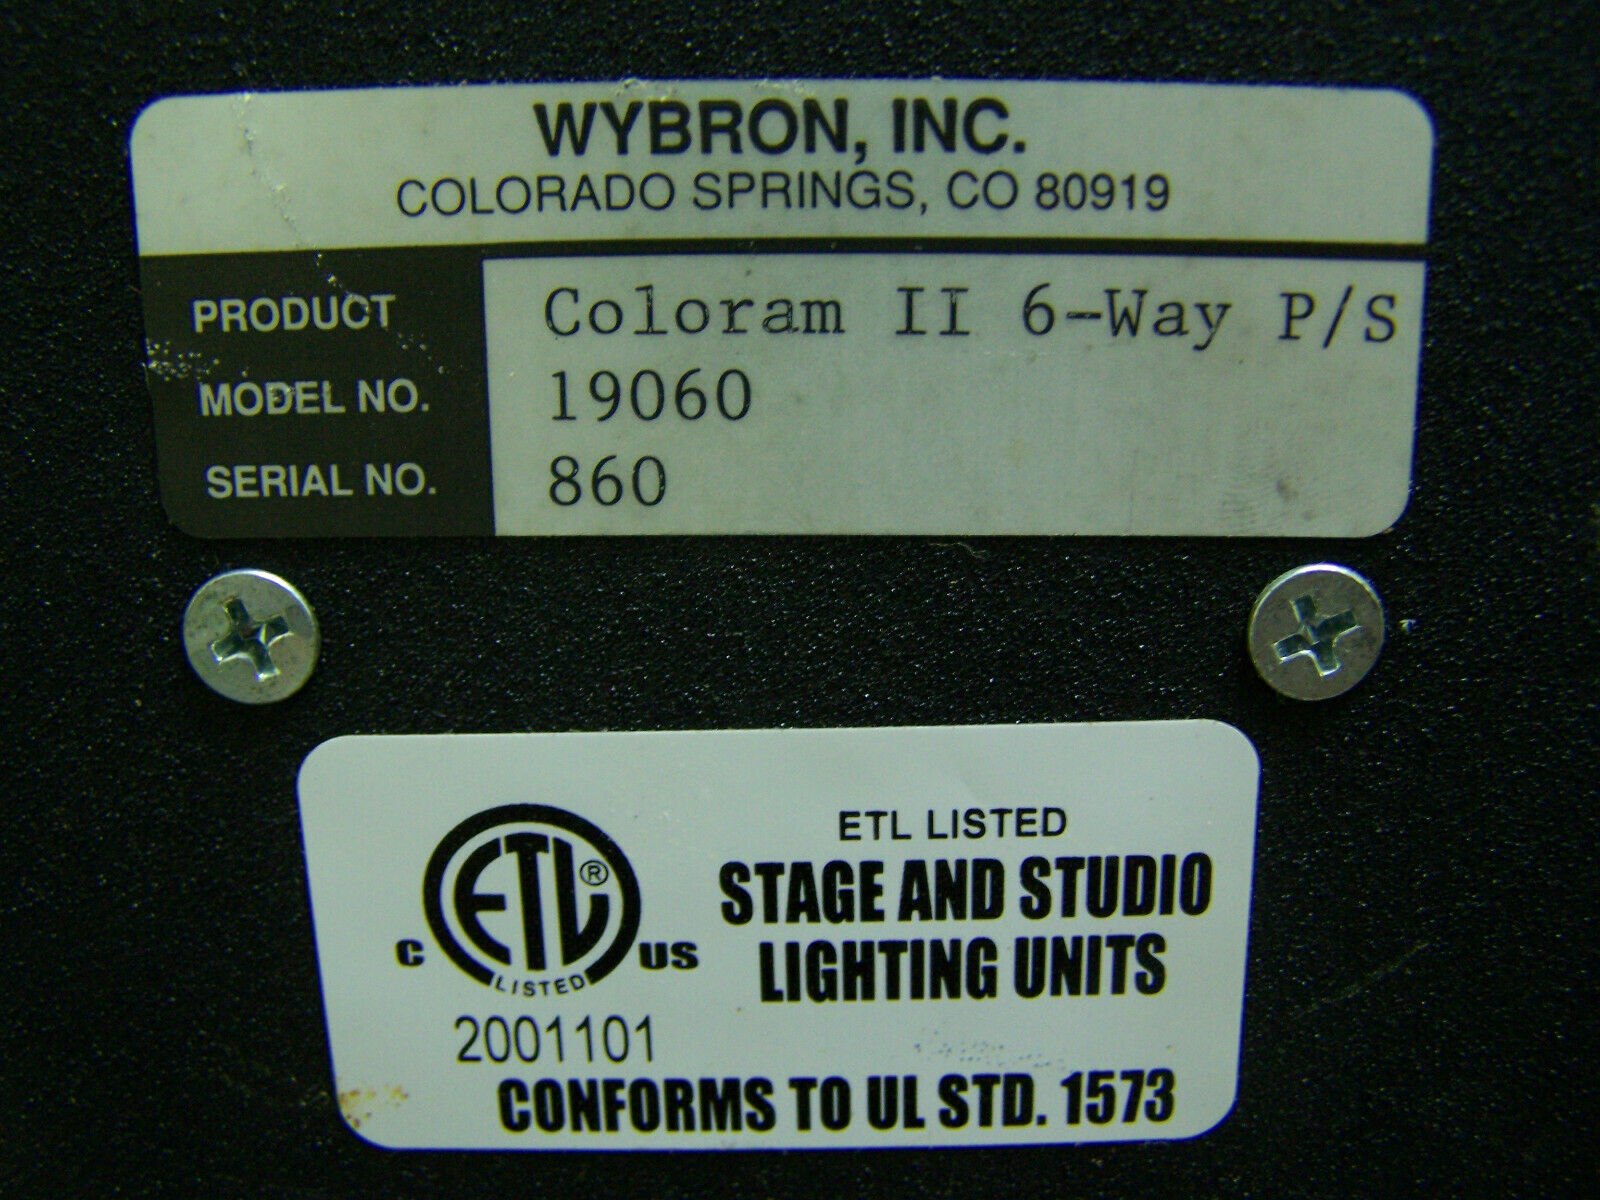 WYBRON, INC.
COLORADO SPRINGS, CO 80919
PRODUCT Coloram II 6-Way P/S
MODEL NO. 19060
SERIAL NO. 860
ETL LISTED
STAGE AND STUDIO
LIGHTING UNITS
C ETL® US
LISTED
2001101
CONFORMS TO UL STD. 1573